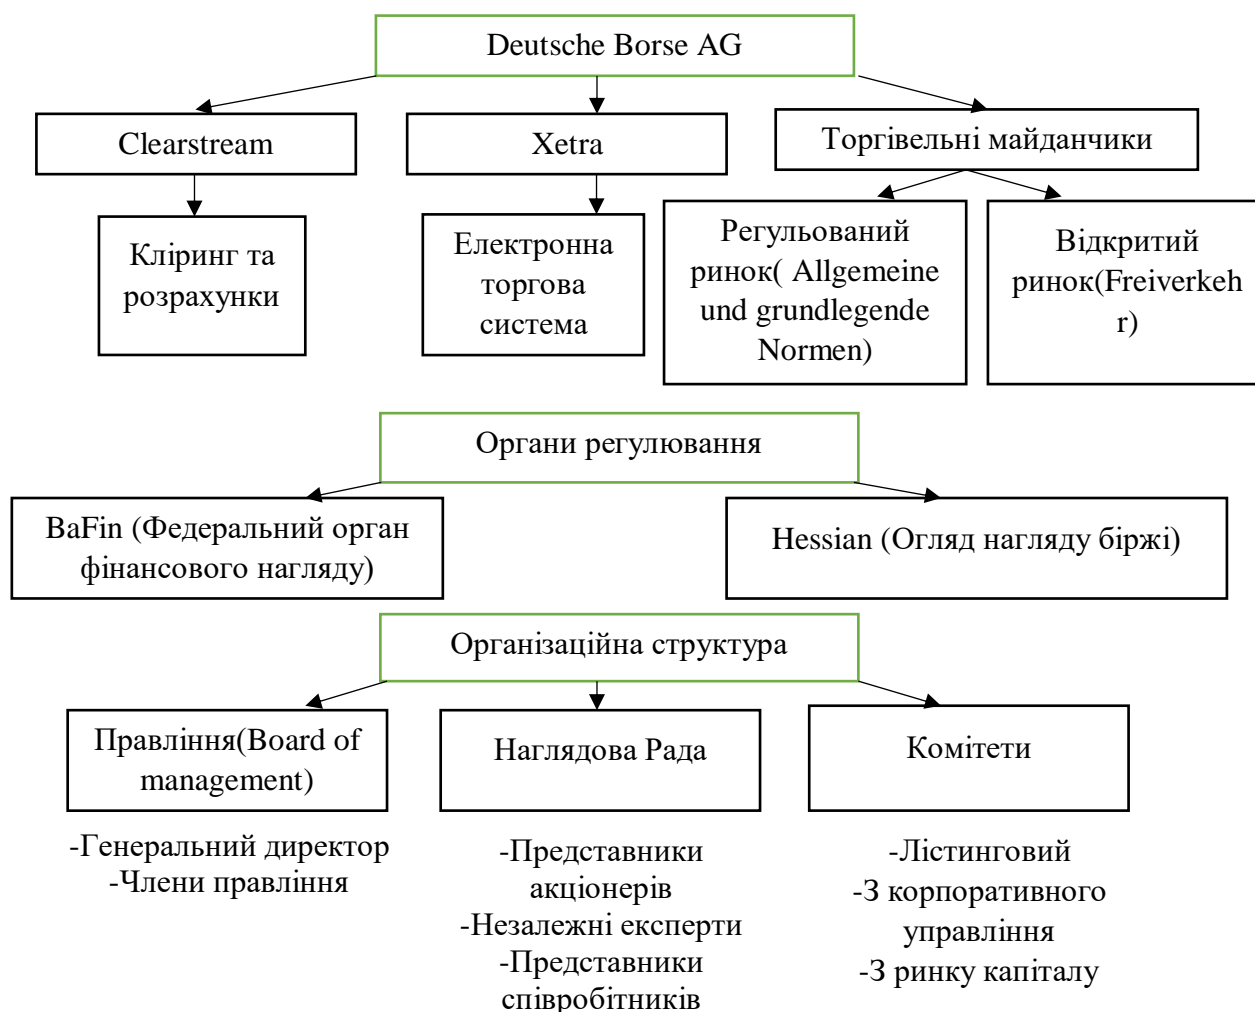 Deutsche Borse AG
Clearstream
Xetra
Торгівельні майданчики
Кліринг та
розрахунки
Електронна
торгова
система
Регульований
ринок( Allgemeine
und grundlegende
Normen)
Відкритий
ринок(Freiverkeh
r)
Органи регулювання
BaFin (Федеральний орган
фінансового нагляду)
Hessian (Огляд нагляду біржі)
Організаційна структура
Правління(Board of
management)
Наглядова Рада
Комітети
-Генеральний директор
-Члени правління
-Представники
акціонерів
-Незалежні експерти
-Представники
співробітників
-Лістинговий
-З корпоративного
управління
-З ринку капіталу